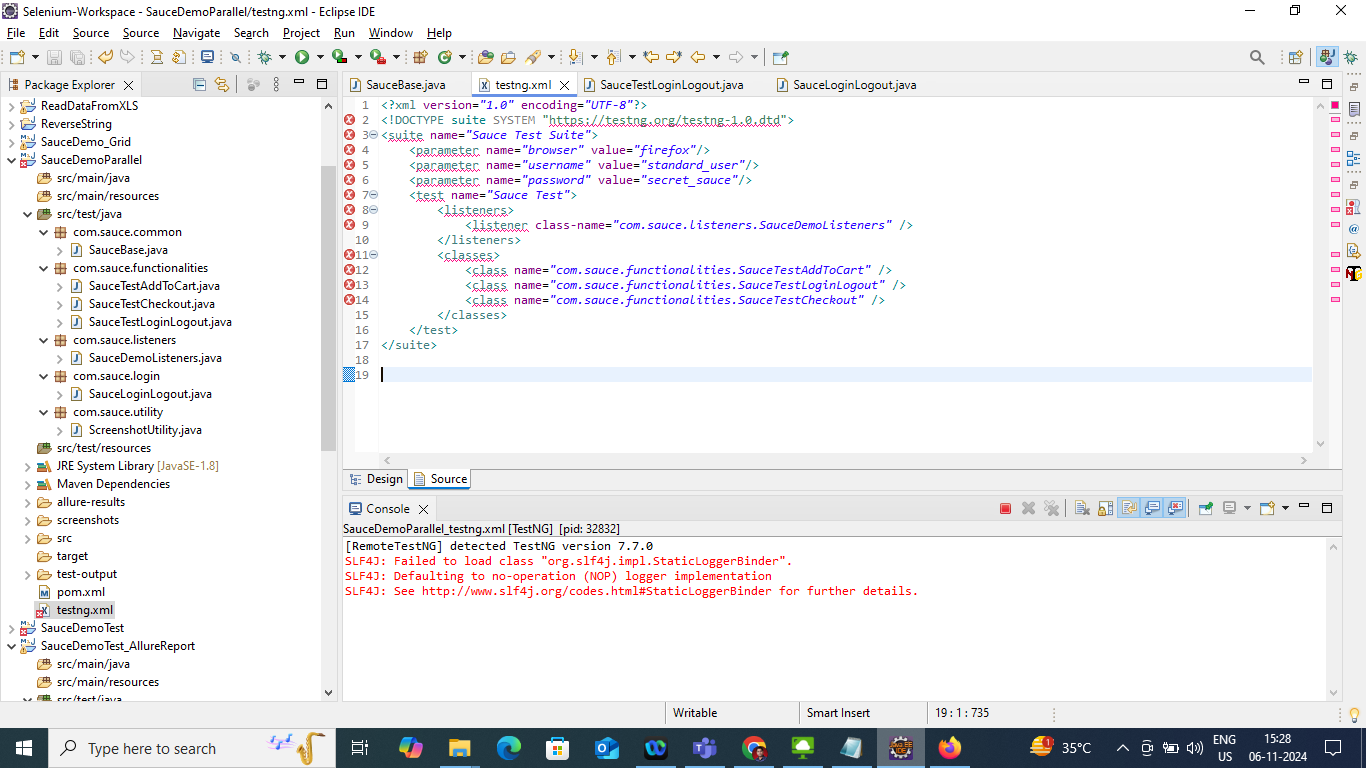 Selenium-Workspace - SauceDemoParallel/testng.xml - Eclipse IDE
File Edit Source Source Navigate Search Project Run Window Help
Package Explorer
ReadDataFromXLS
ReverseString
SauceDemo_Grid
SauceDemoParallel
src/main/java
src/main/resources
src/test/java
com.sauce.common
SauceBase.java
com.sauce.functionalities
SauceTestAddToCart.java
SauceTestCheckout.java
SauceTestLoginLogout.java
com.sauce.listeners
SauceDemoListeners.java
com.sauce.login
SauceLoginLogout.java
com.sauce.utility
ScreenshotUtility.java
src/test/resources
JRE System Library [JavaSE-1.8]
Maven Dependencies
allure-results
screenshots
src
target
test-output
pom.xml
testng.xml
SauceDemoTest
SauceDemoTest_AllureReport
src/main/java
src/main/resources
src/test/java
SauceBase.java testng.xml SauceTestLoginLogout.java SauceLoginLogout.java
1 <?xml version="1.0" encoding="UTF-8"?>
2 <!DOCTYPE suite SYSTEM "https://testng.org/testng-1.0.dtd">
3 <suite name="Sauce Test Suite">
4 <parameter name="browser" value="firefox"/>
5 <parameter name="username" value="standard_user"/>
6 <parameter name="password" value="secret_sauce"/>
7 <test name="Sauce Test">
8 <listeners>
9 <listener class-name="com.sauce.listeners.SauceDemoListeners" />
10 </listeners>
11 <classes>
12 <class name="com.sauce.functionalities.SauceTestAddToCart" />
13 <class name="com.sauce.functionalities.SauceTestLoginLogout" />
14 <class name="com.sauce.functionalities.SauceTestCheckout" />
15 </classes>
16 </test>
17 </suite>
18
19
Design Source
Console
SauceDemoParallel_testng.xml [TestNG] [pid: 32832]
[RemoteTestNG] detected TestNG version 7.7.0
SLF4J: Failed to load class "org.slf4j.impl.StaticLoggerBinder".
SLF4J: Defaulting to no-operation (NOP) logger implementation
SLF4J: See http://www.slf4j.org/codes.html#StaticLoggerBinder for further details.
Writable Smart Insert 19 : 1 : 735
Type here to search
35°C
ENG
US
15:28
06-11-2024